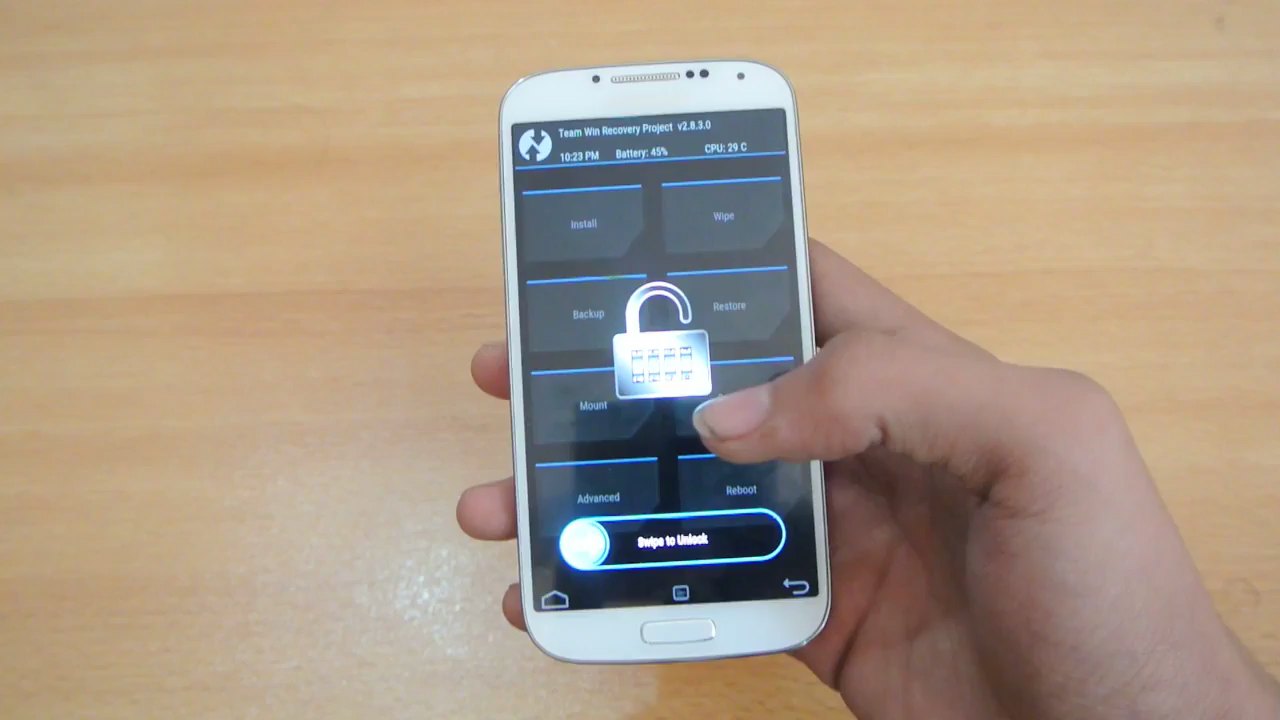 Team Win Recovery Project v2.8.3.0
10:23 PM Battery: 45% CPU: 29 C
Install Wipe
Backup Restore
Mount
Advanced Reboot
Swipe to Unlock